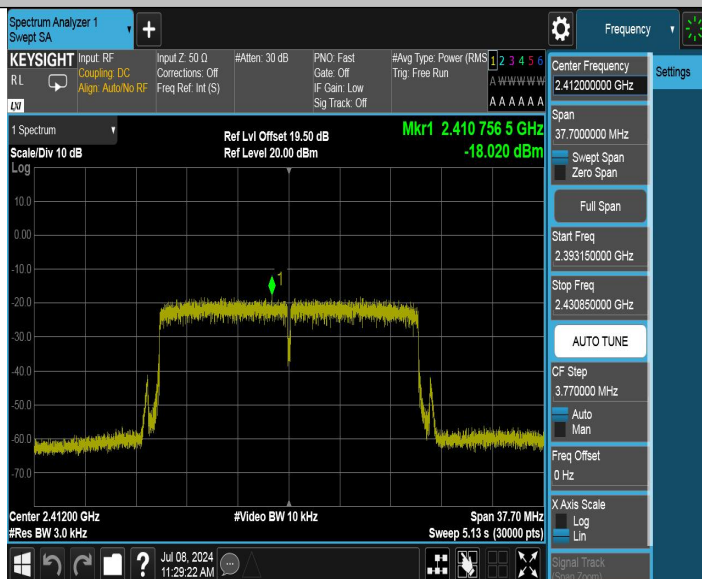 Spectrum Analyzer 1
Swept SA
Frequency
KEYSIGHT
RL
LXI
Input: RF
Coupling: DC
Align: Auto/No RF
Input Z: 50 Ω
Corrections: Off
Freq Ref: Int (S)
#Atten: 30 dB
PNO: Fast
Gate: Off
IF Gain: Low
Sig Track: Off
#Avg Type: Power (RMS
Trig: Free Run
1 2 3 4 5 6
A W W W W W
A A A A A A
Center Frequency
2.412000000 GHz
Settings
Span
37.7000000 MHz
Swept Span
Zero Span
Full Span
Start Freq
2.393150000 GHz
Stop Freq
2.430850000 GHz
AUTO TUNE
CF Step
3.770000 MHz
Auto
Man
Freq Offset
0 Hz
X Axis Scale
Log
Lin
Signal Track
(Span Zoom)
1 Spectrum
Scale/Div 10 dB
Log
Ref Lvl Offset 19.50 dB
Ref Level 20.00 dBm
Mkr1 2.410 756 5 GHz
-18.020 dBm
1
10.0
0.00
-10.0
-20.0
-30.0
-40.0
-50.0
-60.0
-70.0
Center 2.41200 GHz
#Res BW 3.0 kHz
#Video BW 10 kHz
Span 37.70 MHz
Sweep 5.13 s (30000 pts)
?
Jul 08, 2024
11:29:22 AM